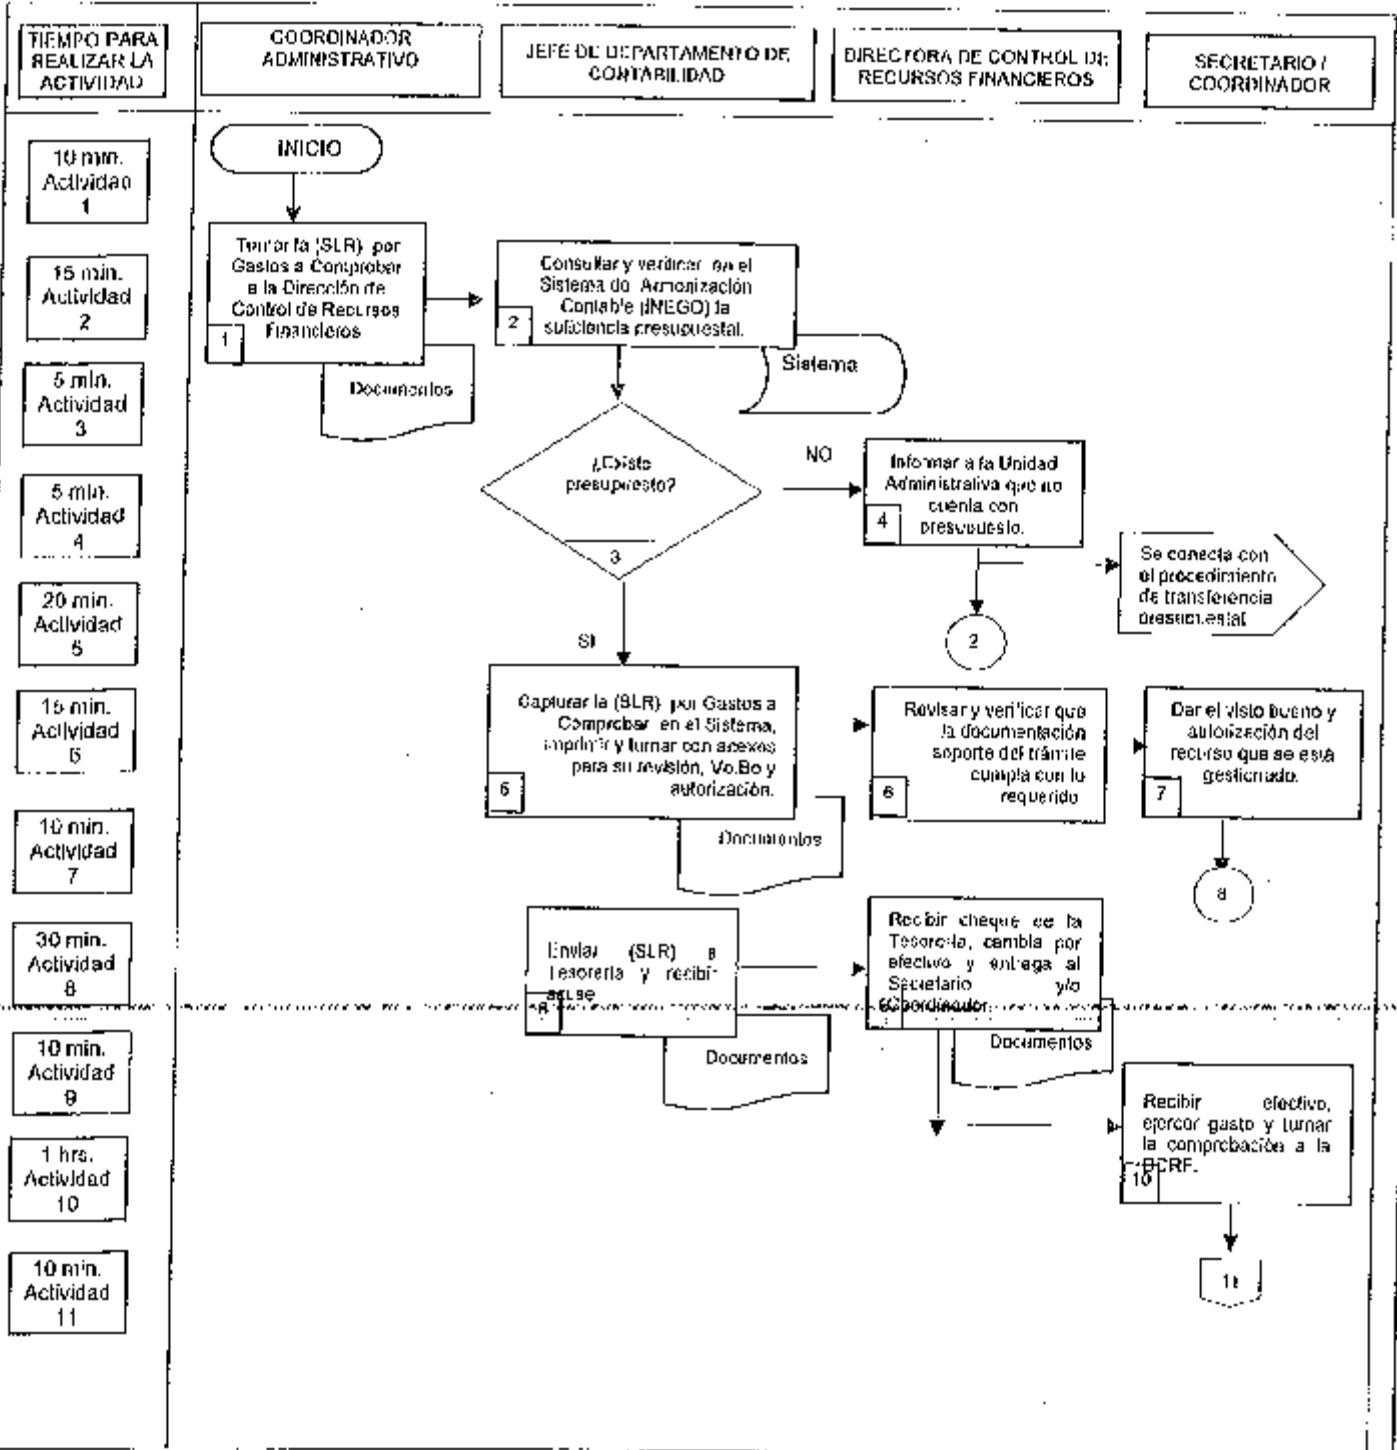 TIEMPO PARA
REALIZAR LA
ACTIVIDAD
COORDINADOR
ADMINISTRATIVO
JEFE DE DEPARTAMENTO DE
CONTABILIDAD
DIRECTORA DE CONTROL DE
RECURSOS FINANCIEROS
SECRETARIO /
COORDINADOR
10 min.
Actividad
1
15 min.
Actividad
2
5 min.
Actividad
3
5 min.
Actividad
4
20 min.
Actividad
5
15 min.
Actividad
6
10 min.
Actividad
7
30 min.
Actividad
8
10 min.
Actividad
9
1 hrs.
Actividad
10
10 min.
Actividad
11
INICIO
Turnar la (SLR) por
Gastos a Comprobar
a la Dirección de
Control de Recursos
Financieros
1
Documentos
Consultar y verificar en el
Sistema de Armonización
Contable (INEGO) la
suficiencia presupuestal.
2
Sistema
¿Existe
presupuesto?
3
NO
SI
Informar a la Unidad
Administrativa que no
cuenta con
presupuesto.
4
Se conecta con
el procedimiento
de transferencia
presupuestal
2
Capturar la (SLR) por Gastos a
Comprobar en el Sistema,
imprimir y turnar con anexos
para su revisión, Vo.Bo y
autorización.
5
Documentos
Revisar y verificar que
la documentación
soporte del trámite
cumpla con lo
requerido
6
Dar el visto bueno y
autorización del
recurso que se está
gestionado.
7
8
Enviar (SLR) a
Tesorería y recibir
acuse
8
Documentos
Recibir cheque de la
Tesorería, cambia por
efectivo y entrega al
Secretario y/o
Coordinador
Documentos
Recibir efectivo,
ejercer gasto y turnar
la comprobación a la
DCRF.
10
11